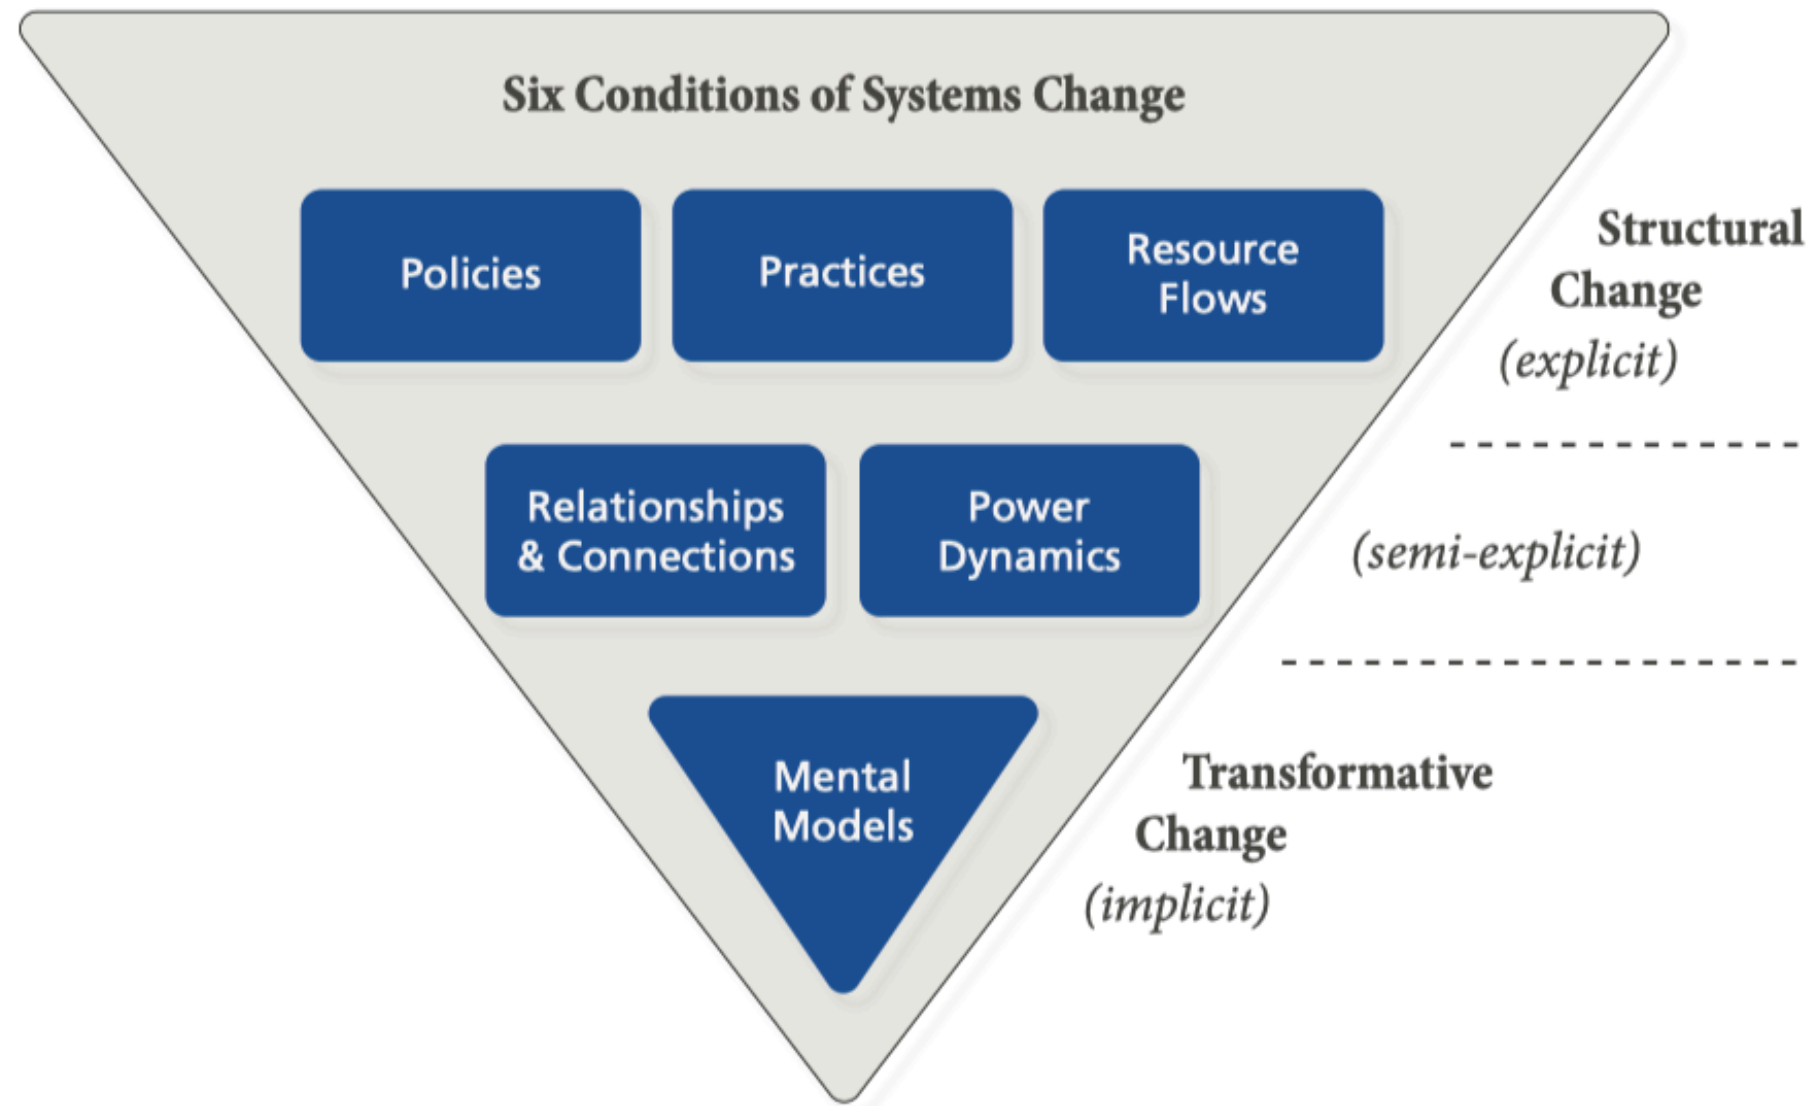 Six Conditions of Systems Change
Policies
Practices
Resource
Flows
Structural
Change
(explicit)
Relationships
& Connections
Power
Dynamics
(semi-explicit)
Mental
Models
Transformative
Change
(implicit)